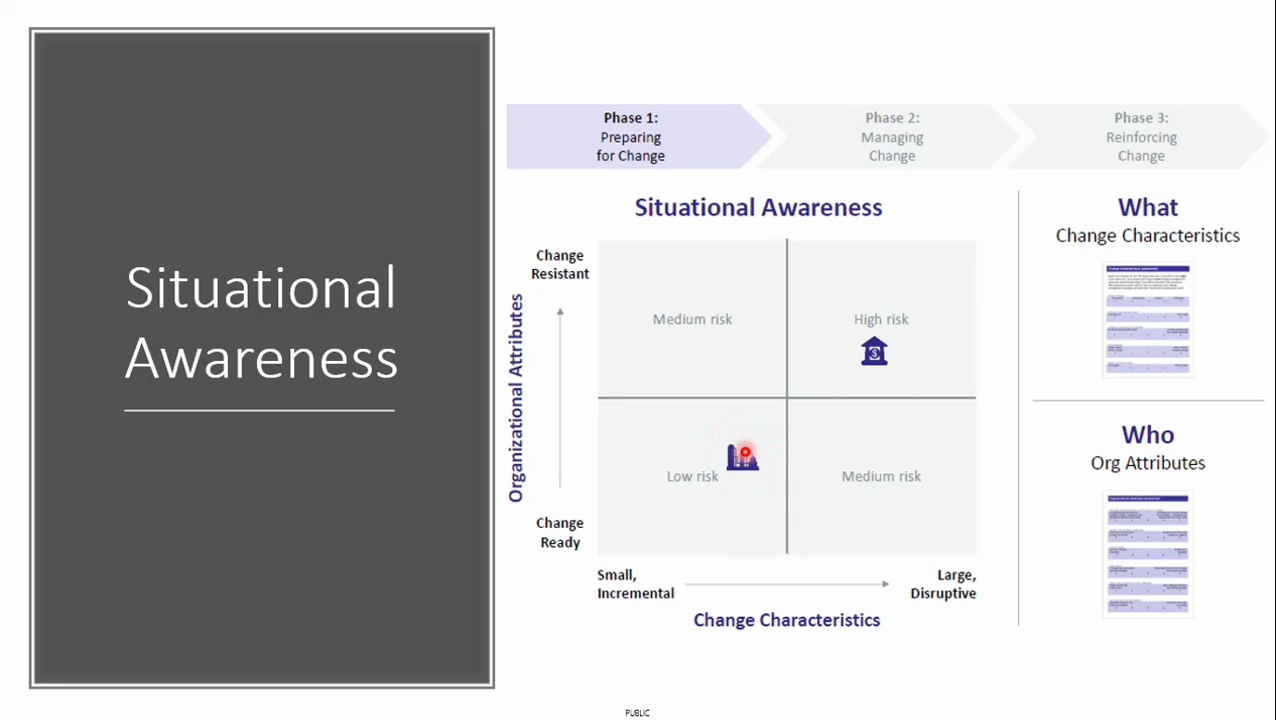 Situational
Awareness
Phase 1:
Preparing
for Change
Phase 2:
Managing
Change
Phase 3:
Reinforcing
Change
Situational Awareness
Organizational Attributes
Change
Resistant
Change
Ready
Medium risk
High risk
$
Low risk
Medium risk
Small,
Incremental
Large,
Disruptive
Change Characteristics
What
Change Characteristics
Who
Org Attributes
PUBLIC